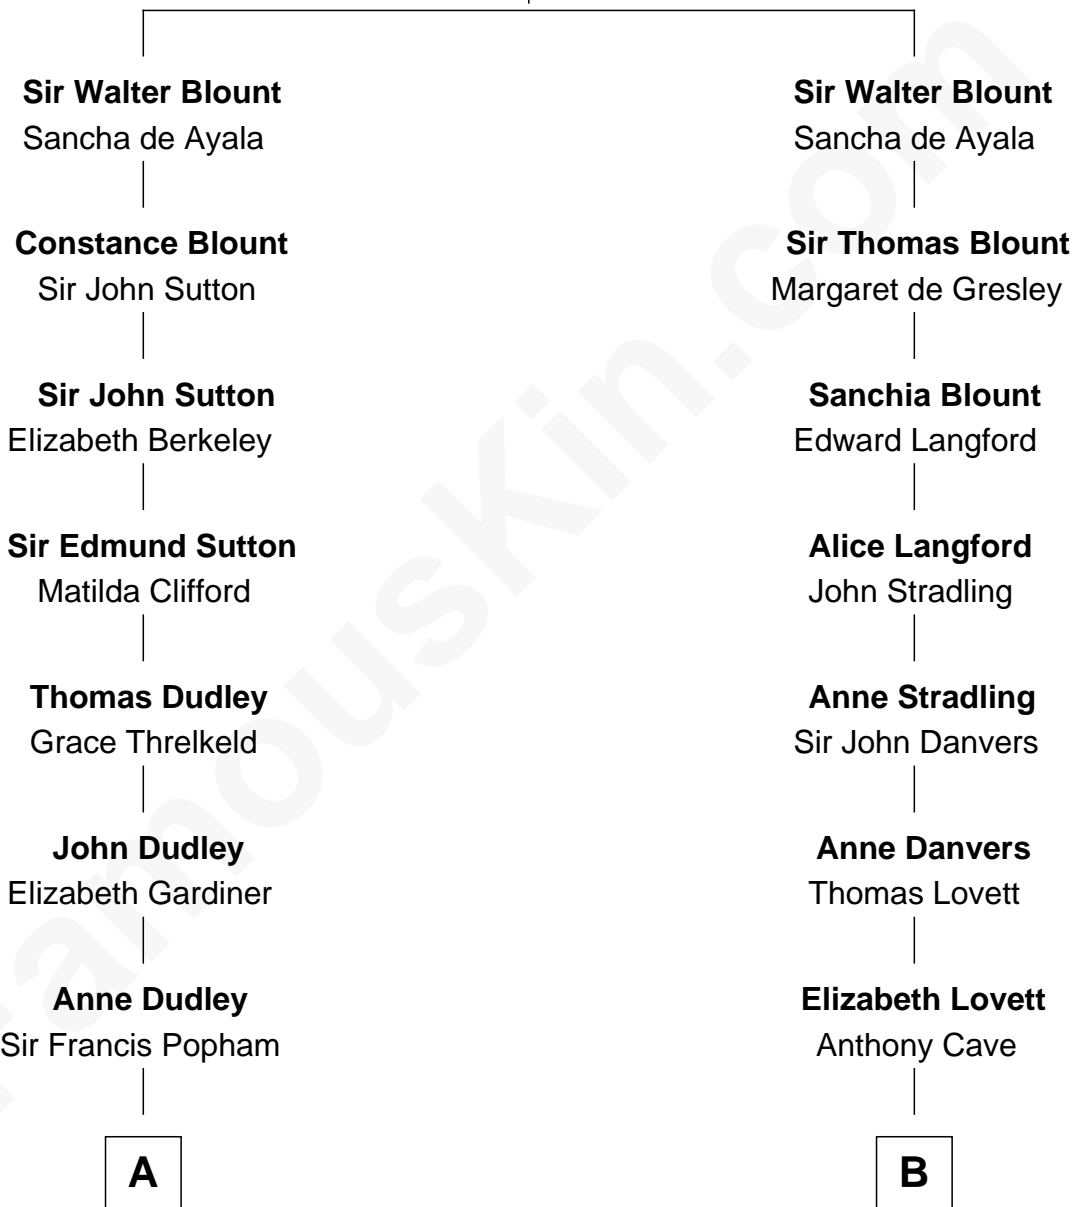 Sir Walter Blount
Sancha de Ayala
Constance Blount
Sir John Sutton
Sir John Sutton
Elizabeth Berkeley
Sir Edmund Sutton
Matilda Clifford
Thomas Dudley
Grace Threlkeld
John Dudley
Elizabeth Gardiner
Anne Dudley
Sir Francis Popham
A
Sir Walter Blount
Sancha de Ayala
Sir Thomas Blount
Margaret de Gresley
Sanchia Blount
Edward Langford
Alice Langford
John Stradling
Anne Stradling
Sir John Danvers
Anne Danvers
Thomas Lovett
Elizabeth Lovett
Anthony Cave
B
FamousKin.com